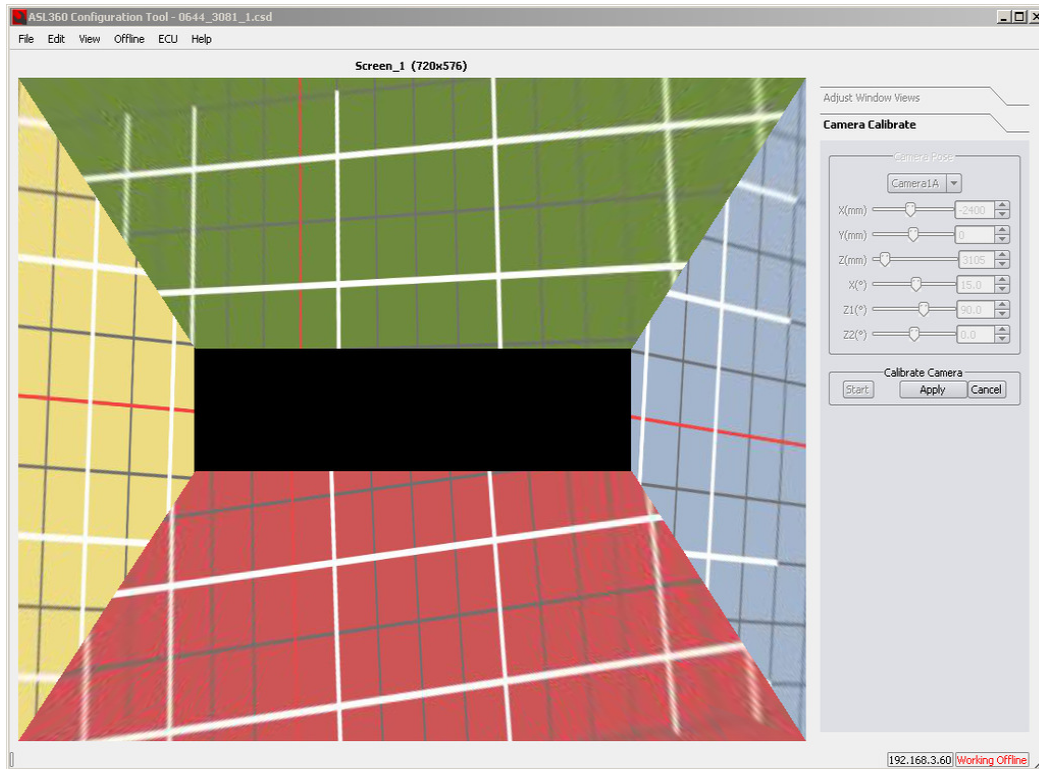 ASL360 Configuration Tool - 0644_3081_1.csd
File Edit View Offline ECU Help
Screen_1 (720x576)
Adjust Window Views
Camera Calibrate
Camera Pose
Camera1A
X(mm) -2400
Y(mm) 0
Z(mm) 3105
X(°) 15.0
Z1(°) 90.0
Z2(°) 0.0
Calibrate Camera
Start Apply Cancel
192.168.3.60 Working Offline